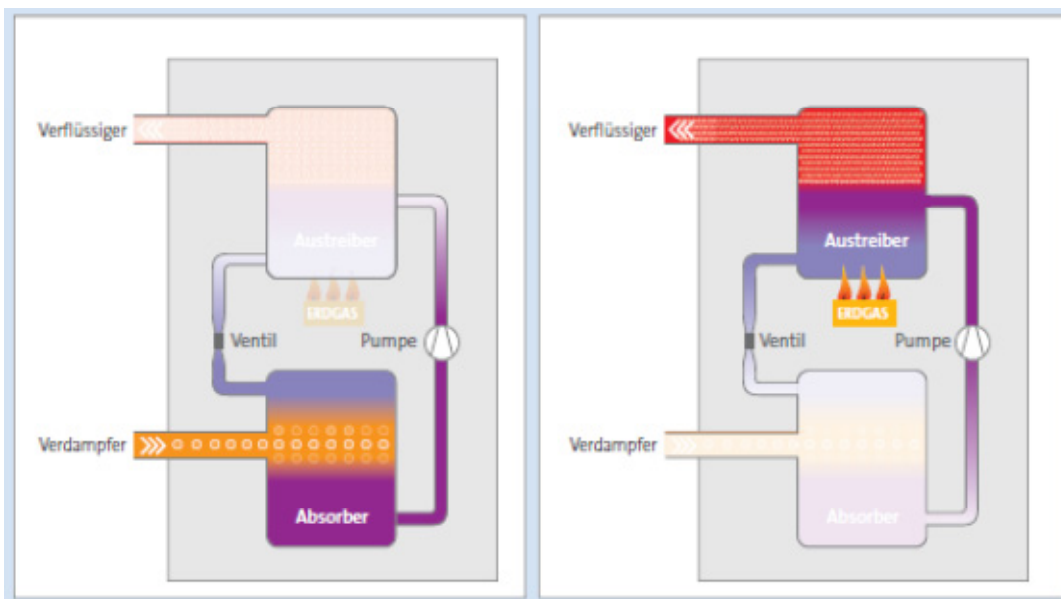 Verflüssiger
Austreiber
ERDGAS
Ventil
Pumpe
Verdampfer
Absorber
Verflüssiger
Austreiber
ERDGAS
Ventil
Pumpe
Verdampfer
Absorber